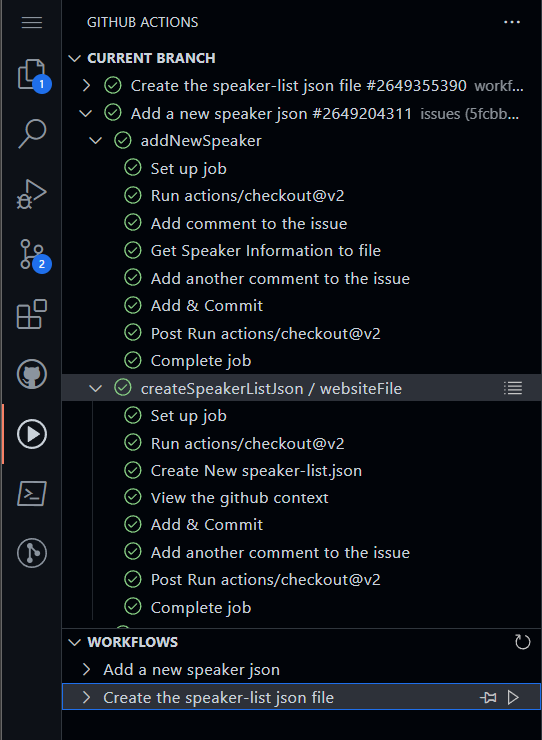 GITHUB ACTIONS
CURRENT BRANCH
Create the speaker-list json file #2649355390 workf...
1
Add a new speaker json #2649204311 issues (5fcbb...
addNewSpeaker
Set up job
Run actions/checkout@v2
Add comment to the issue
Get Speaker Information to file
2
Add another comment to the issue
Add & Commit
Post Run actions/checkout@v2
Complete job
createSpeakerListJson / websiteFile
Set up job
Run actions/checkout@v2
Create New speaker-list.json
View the github context
Add & Commit
Add another comment to the issue
Post Run actions/checkout@v2
Complete job
WORKFLOWS
Add a new speaker json
Create the speaker-list json file